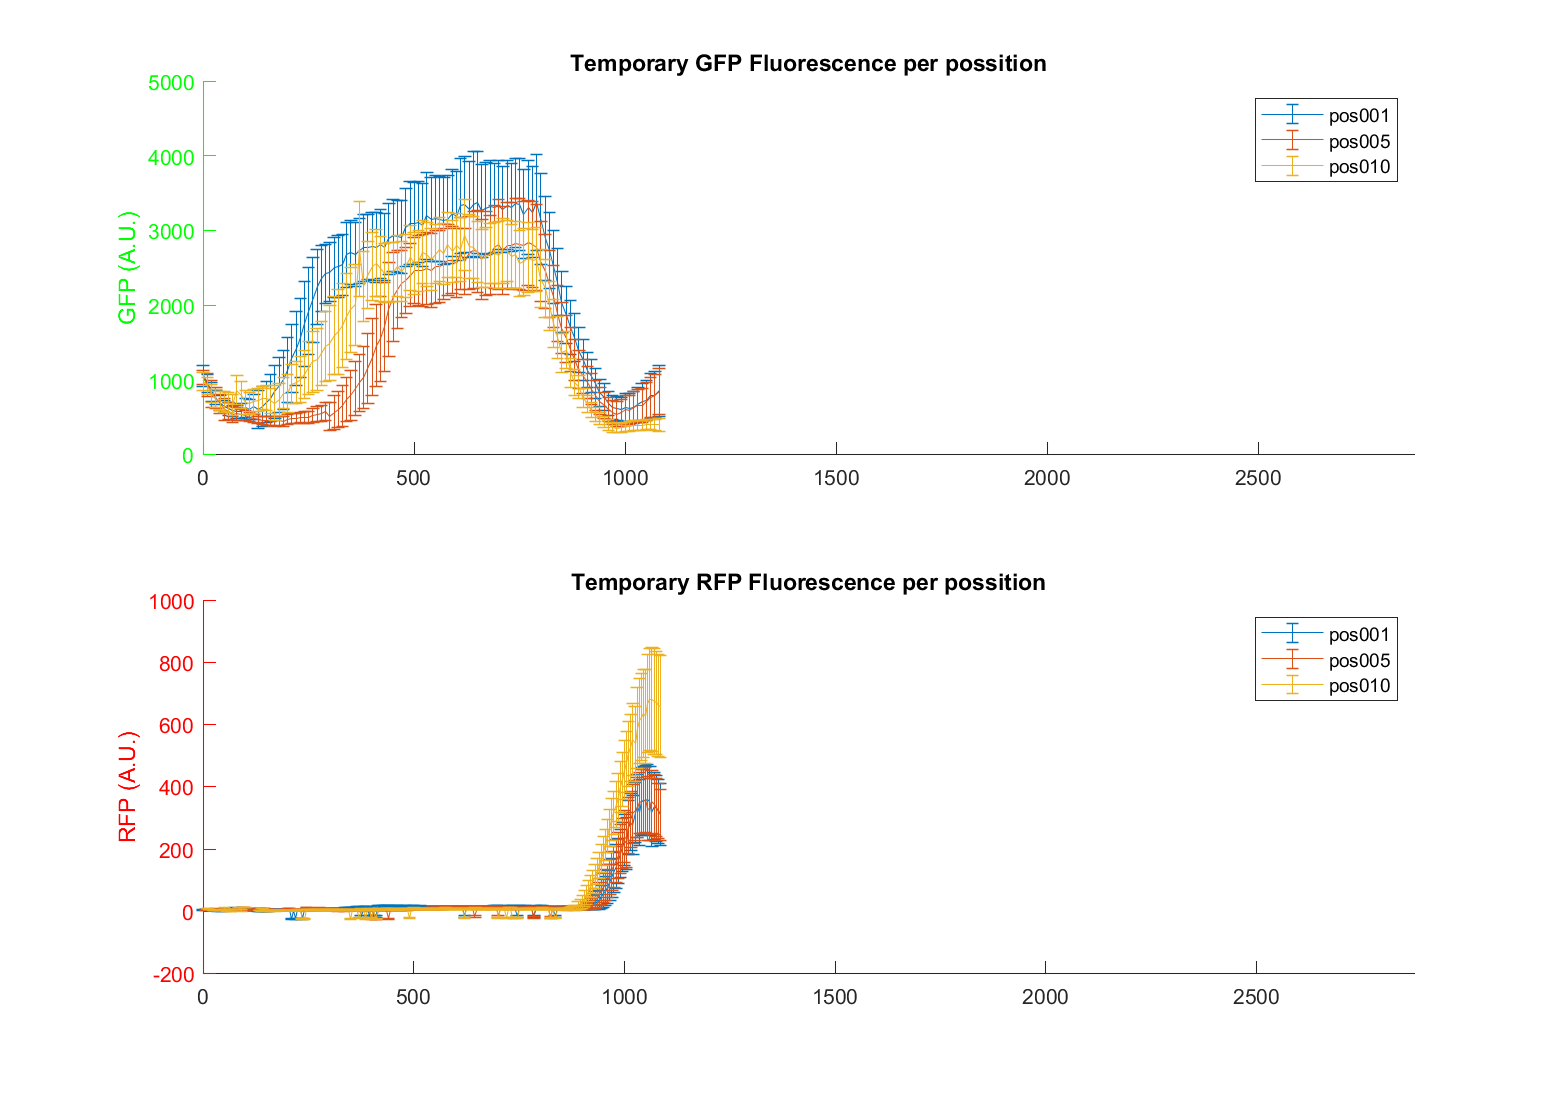 Temporary GFP Fluorescence per possition
5000
4000
3000
2000
1000
0
GFP (A.U.)
0 500 1000 1500 2000 2500
pos001
pos005
pos010
Temporary RFP Fluorescence per possition
1000
800
600
400
200
0
-200
RFP (A.U.)
0 500 1000 1500 2000 2500
pos001
pos005
pos010